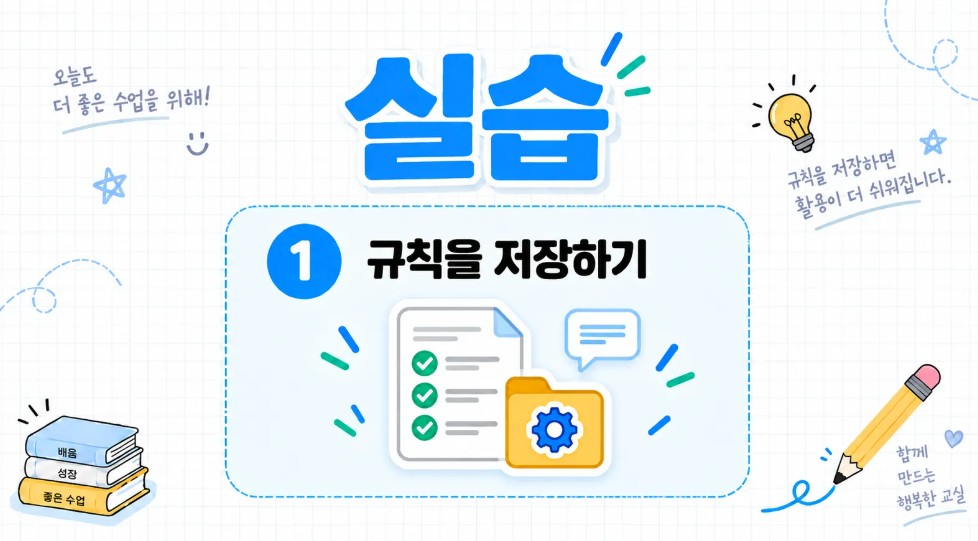 오늘도
더 좋은 수업을 위해!
실습
규칙을 저장하면
활용이 더 쉬워집니다.
1 규칙을 저장하기
배움
성장
좋은 수업
함께
만드는
행복한 교실